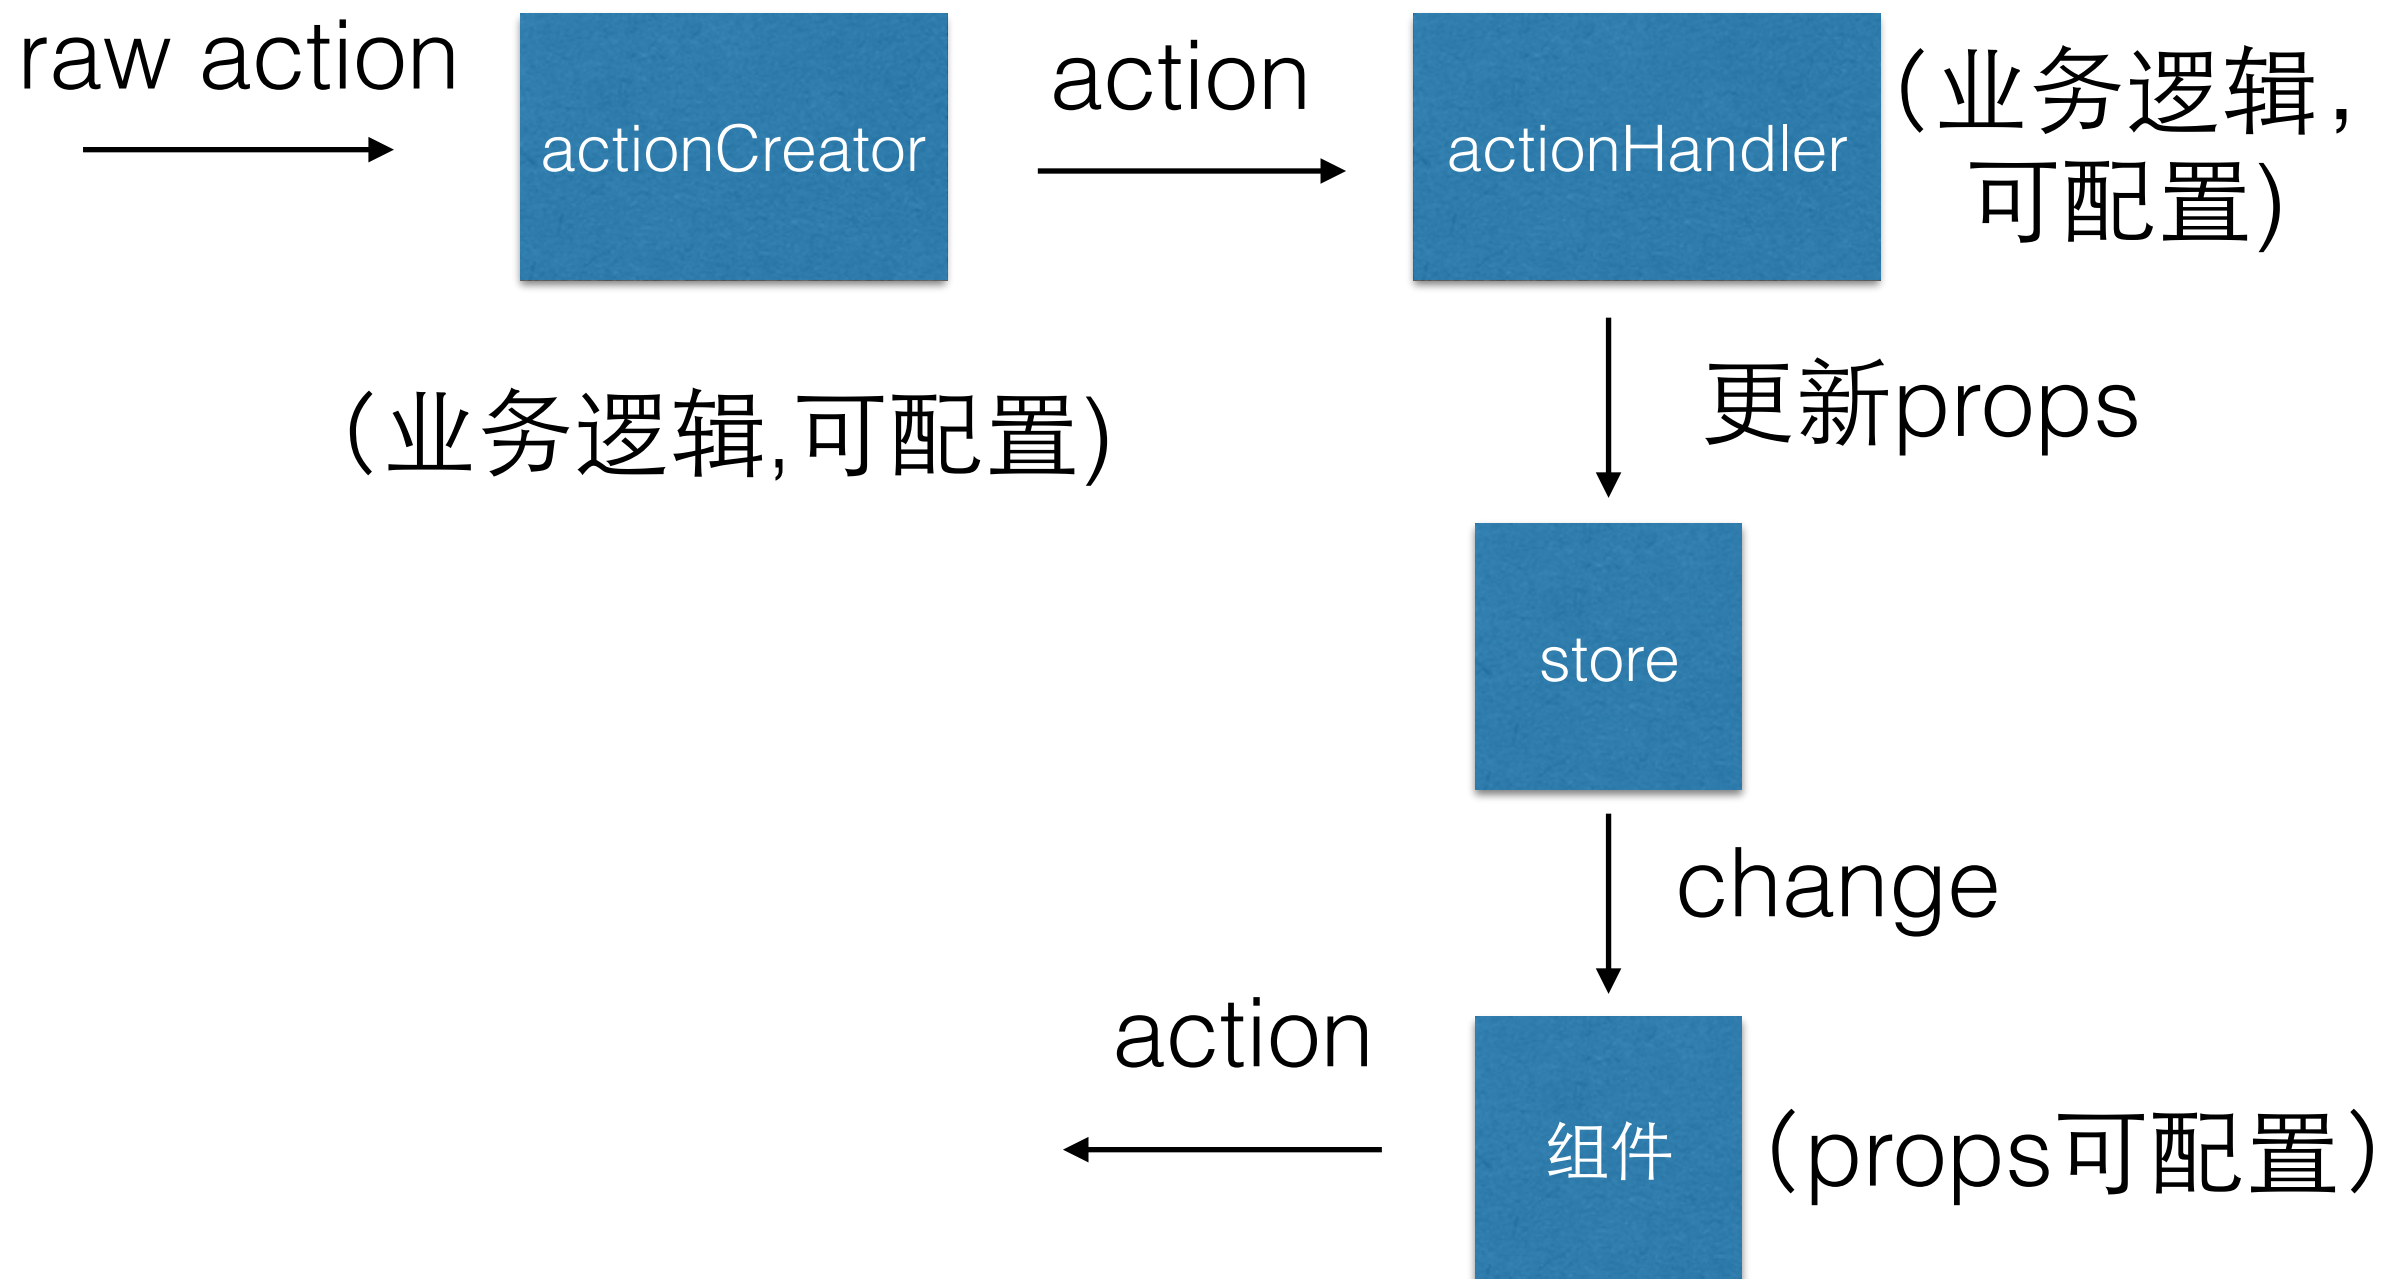 raw action
actionCreator
action
actionHandler
（业务逻辑，
可配置)
（业务逻辑,可配置)
更新props
store
change
action
组件
（props可配置）